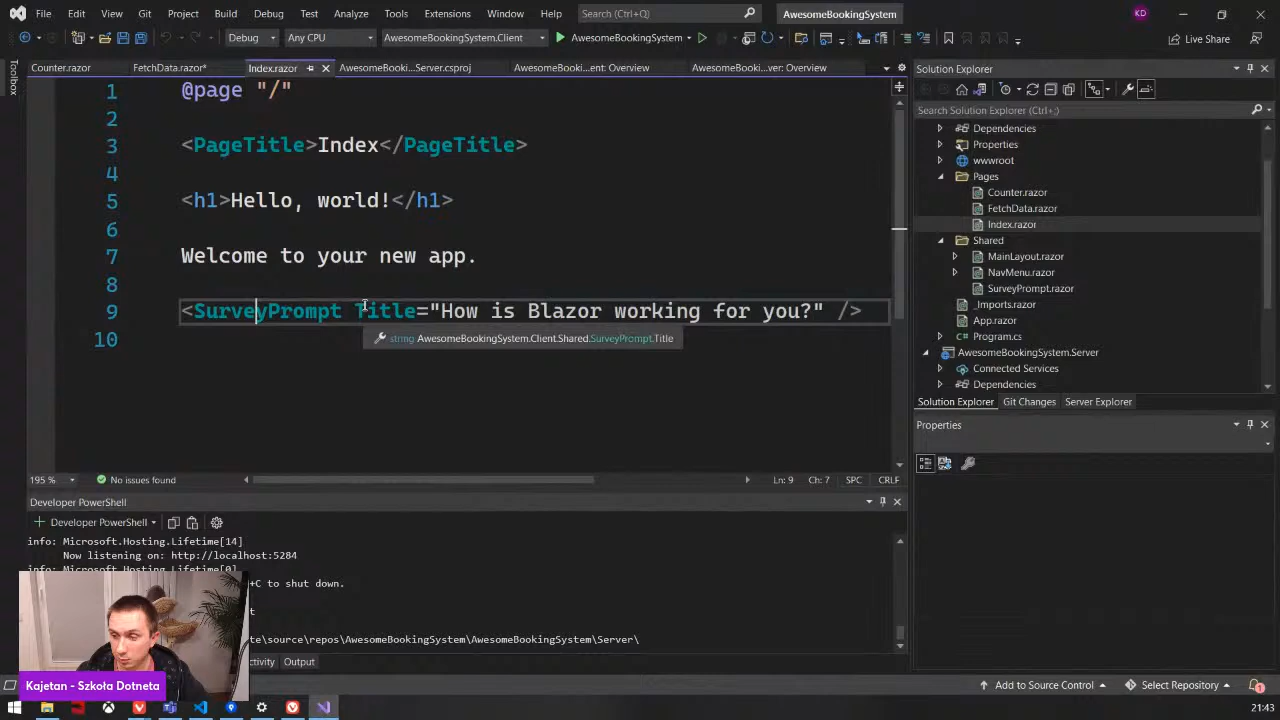 File Edit View Git Project Build Debug Test Analyze Tools Extensions Window Help Search (Ctrl+Q) AwesomeBookingSystem KD
Debug Any CPU AwesomeBookingSystem.Client AwesomeBookingSystem Live Share
Toolbox
Counter.razor FetchData.razor* Index.razor AwesomeBooki...Server.csproj AwesomeBooki...ent: Overview AwesomeBooki...ver: Overview
1 @page "/"
2
3 <PageTitle>Index</PageTitle>
4
5 <h1>Hello, world!</h1>
6
7 Welcome to your new app.
8
9 <SurveyPrompt Title="How is Blazor working for you?" />
string AwesomeBookingSystem.Client.Shared.SurveyPrompt.Title
10
195 % No issues found Ln: 9 Ch: 7 SPC CRLF
Solution Explorer
Search Solution Explorer (Ctrl+;)
Dependencies
Properties
wwwroot
Pages
Counter.razor
FetchData.razor
Index.razor
Shared
MainLayout.razor
NavMenu.razor
SurveyPrompt.razor
_Imports.razor
App.razor
Program.cs
AwesomeBookingSystem.Server
Connected Services
Dependencies
Solution Explorer Git Changes Server Explorer
Properties
Developer PowerShell
Developer PowerShell
info: Microsoft.Hosting.Lifetime[14]
Now listening on: http://localhost:5284
info: Microsoft.Hosting.Lifetime[0]
+C to shut down.
\source\repos\AwesomeBookingSystem\AwesomeBookingSystem\Server\
Output
Kajetan - Szkoła Dotneta
Add to Source Control Select Repository 1
21:43